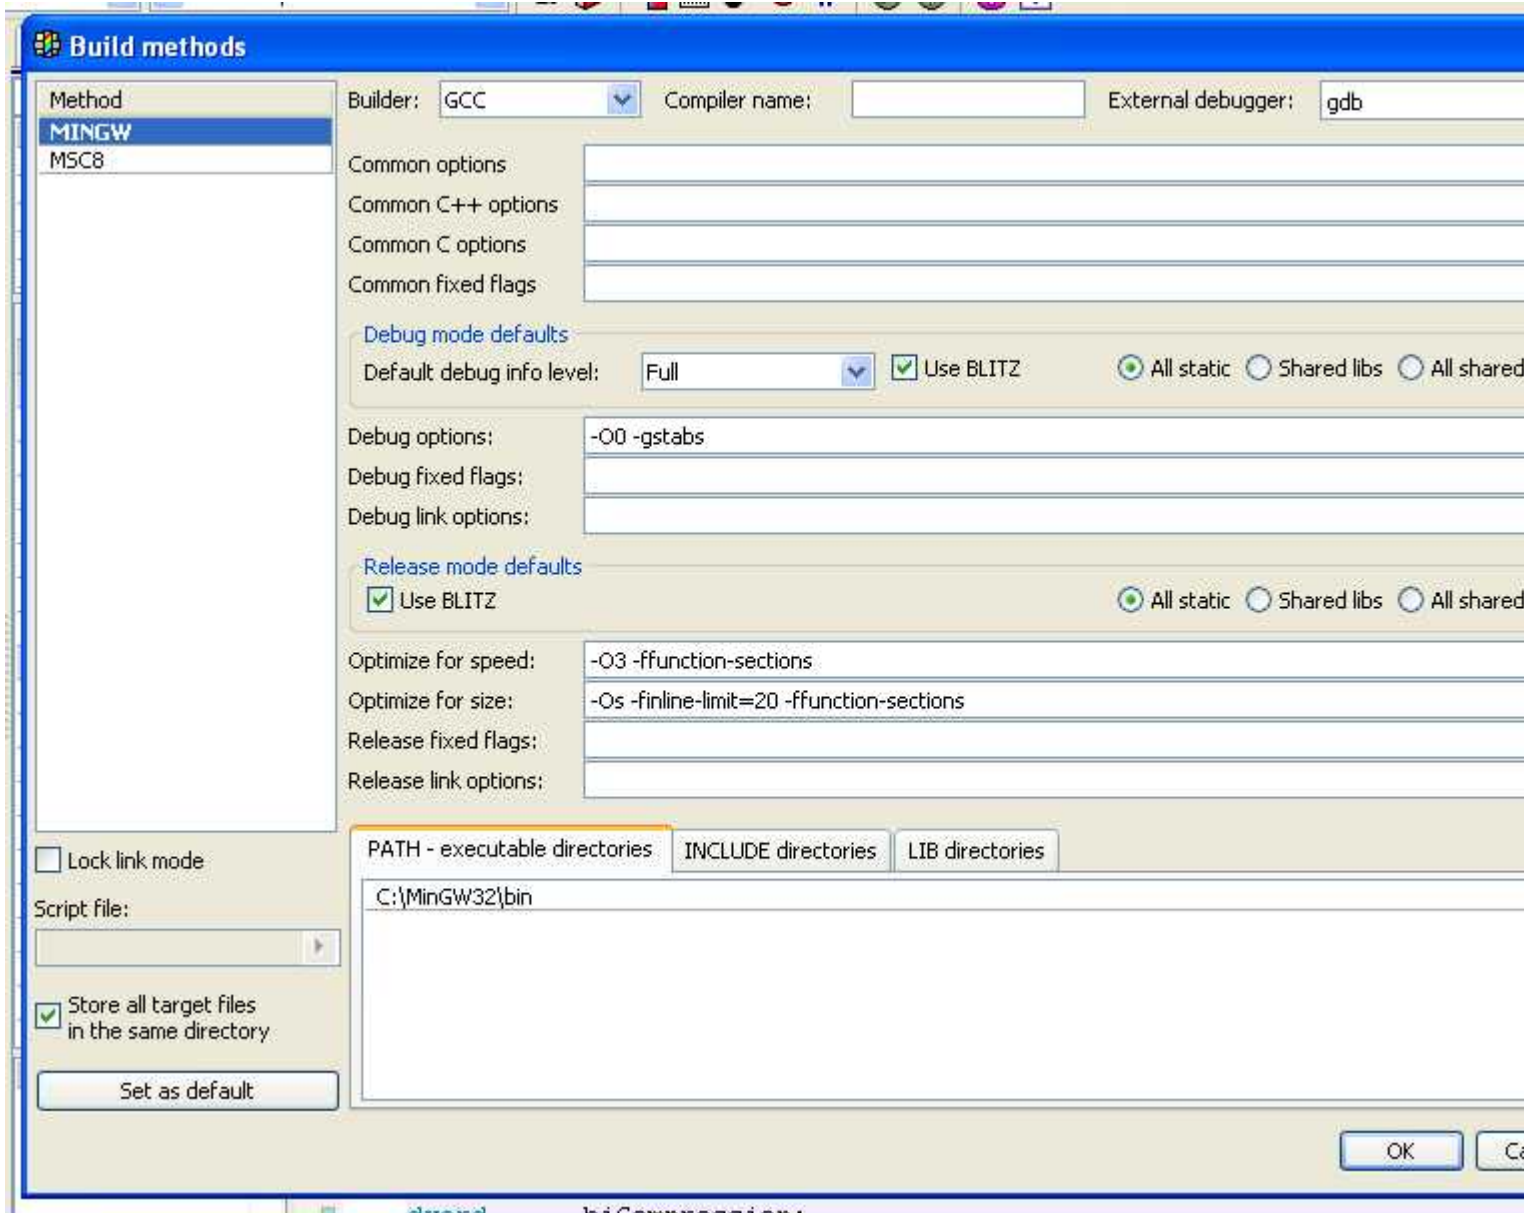 Build methods
Method
MINGW
MSC8
Builder: GCC Compiler name: External debugger: gdb
Common options
Common C++ options
Common C options
Common fixed flags
Debug mode defaults
Default debug info level: Full Use BLITZ All static Shared libs All shared
Debug options: -O0 -gstabs
Debug fixed flags:
Debug link options:
Release mode defaults
Use BLITZ All static Shared libs All shared
Optimize for speed: -O3 -ffunction-sections
Optimize for size: -Os -finline-limit=20 -ffunction-sections
Release fixed flags:
Release link options:
Lock link mode
Script file:
Store all target files
in the same directory
Set as default
PATH - executable directories INCLUDE directories LIB directories
C:\MinGW32\bin
OK Ca